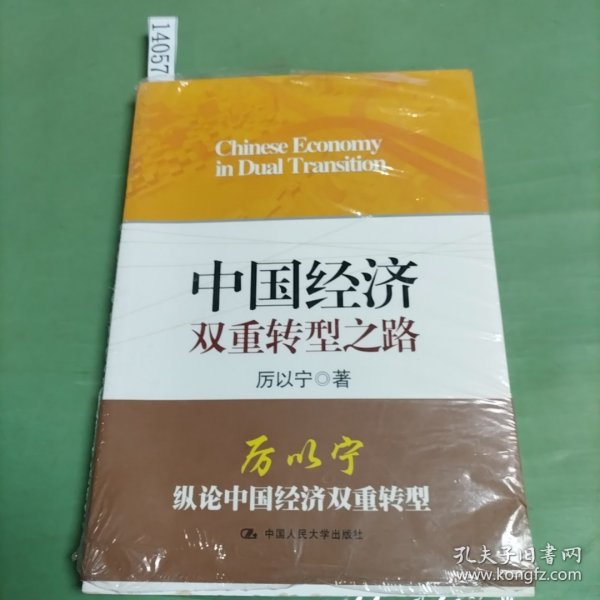 14057
Chinese Economy
in Dual Transition
中国经济
双重转型之路
厉以宁◎著
厉以宁
纵论中国经济双重转型
中国人民大学出版社
孔夫子旧书网
www.kongfz.com